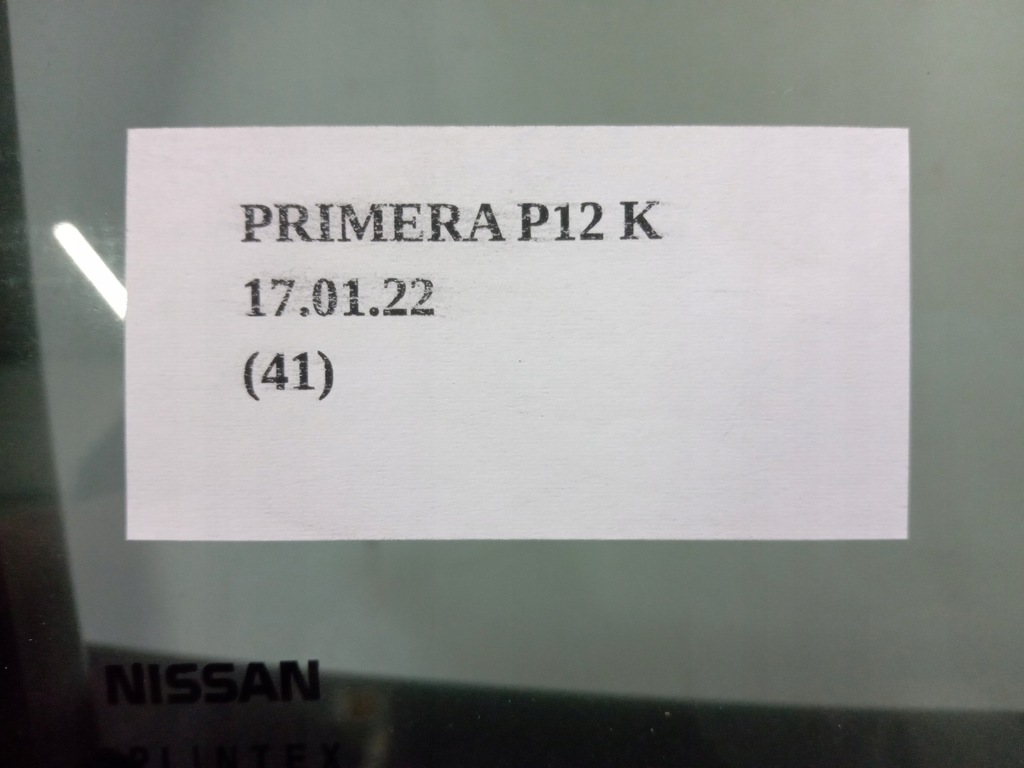 PRIMERA P12 K
17.01.22
(41)
NISSAN